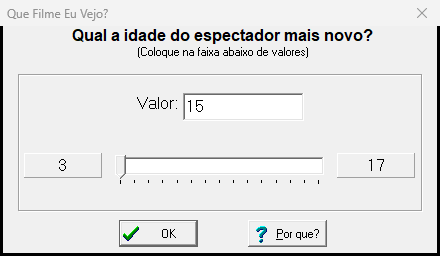 Que Filme Eu Vejo?
Qual a idade do espectador mais novo?
(Coloque na faixa abaixo de valores)
Valor: 15
3 17
OK Por que?